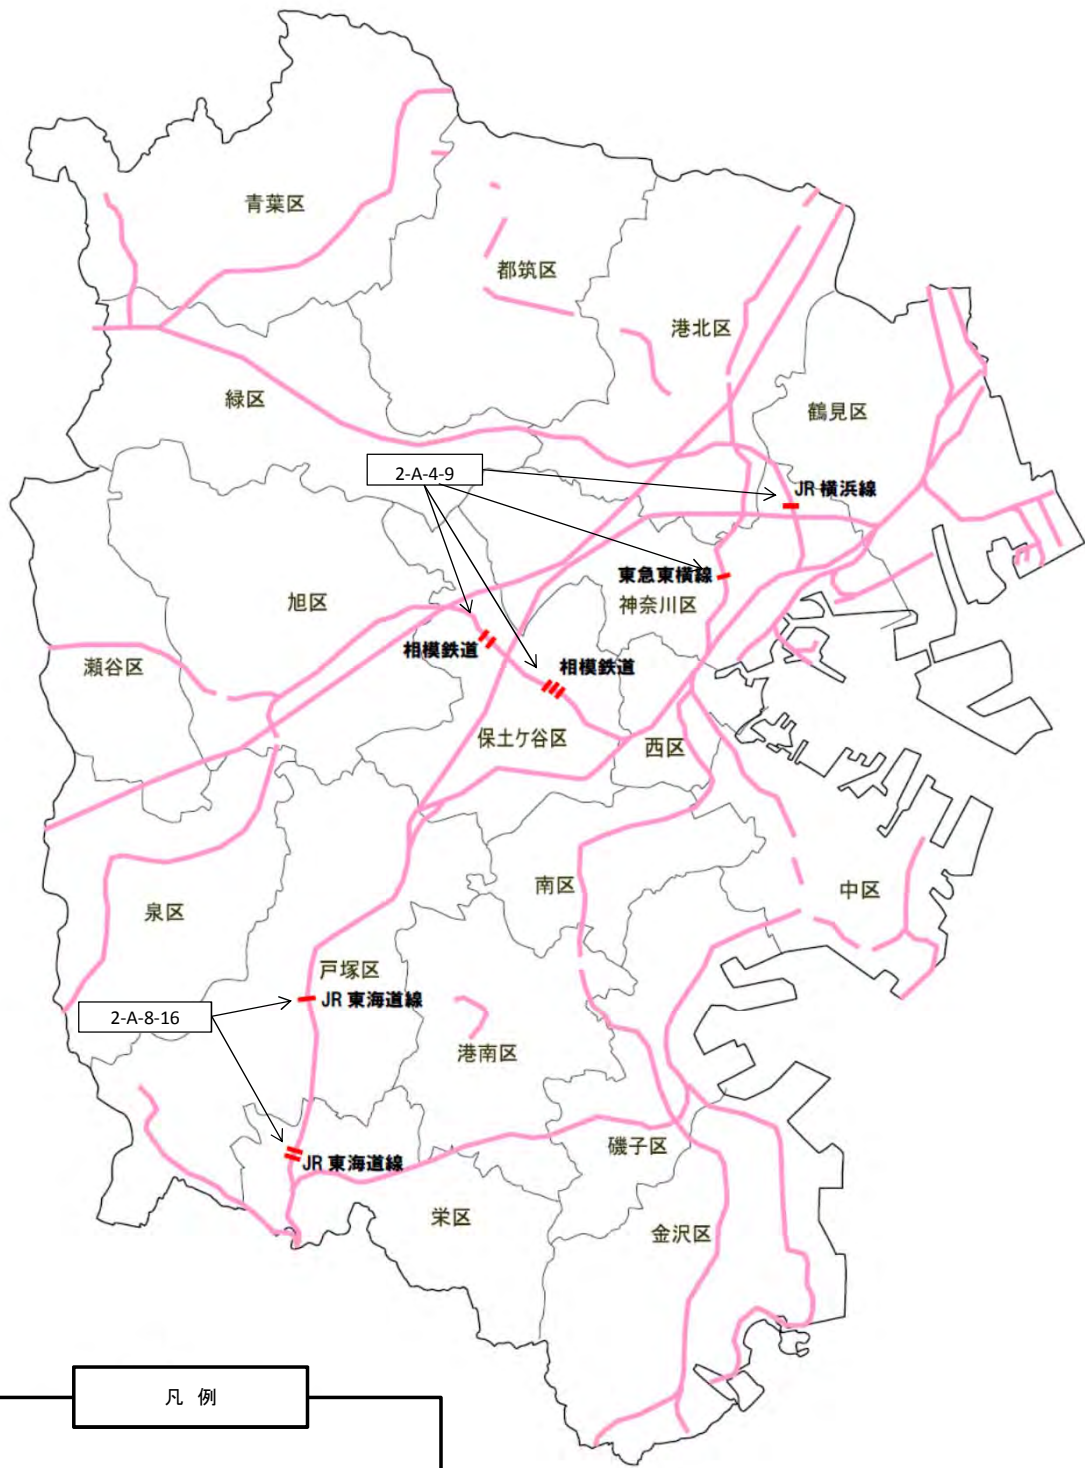 青葉区
都筑区
港北区
緑区
鶴見区
2-A-4-9
JR 横浜線
東急東横線
神奈川区
旭区
相模鉄道
瀬谷区
相模鉄道
保土ケ谷区
西区
南区
中区
泉区
戸塚区
JR 東海道線
2-A-8-16
港南区
磯子区
JR 東海道線
栄区
金沢区
凡 例